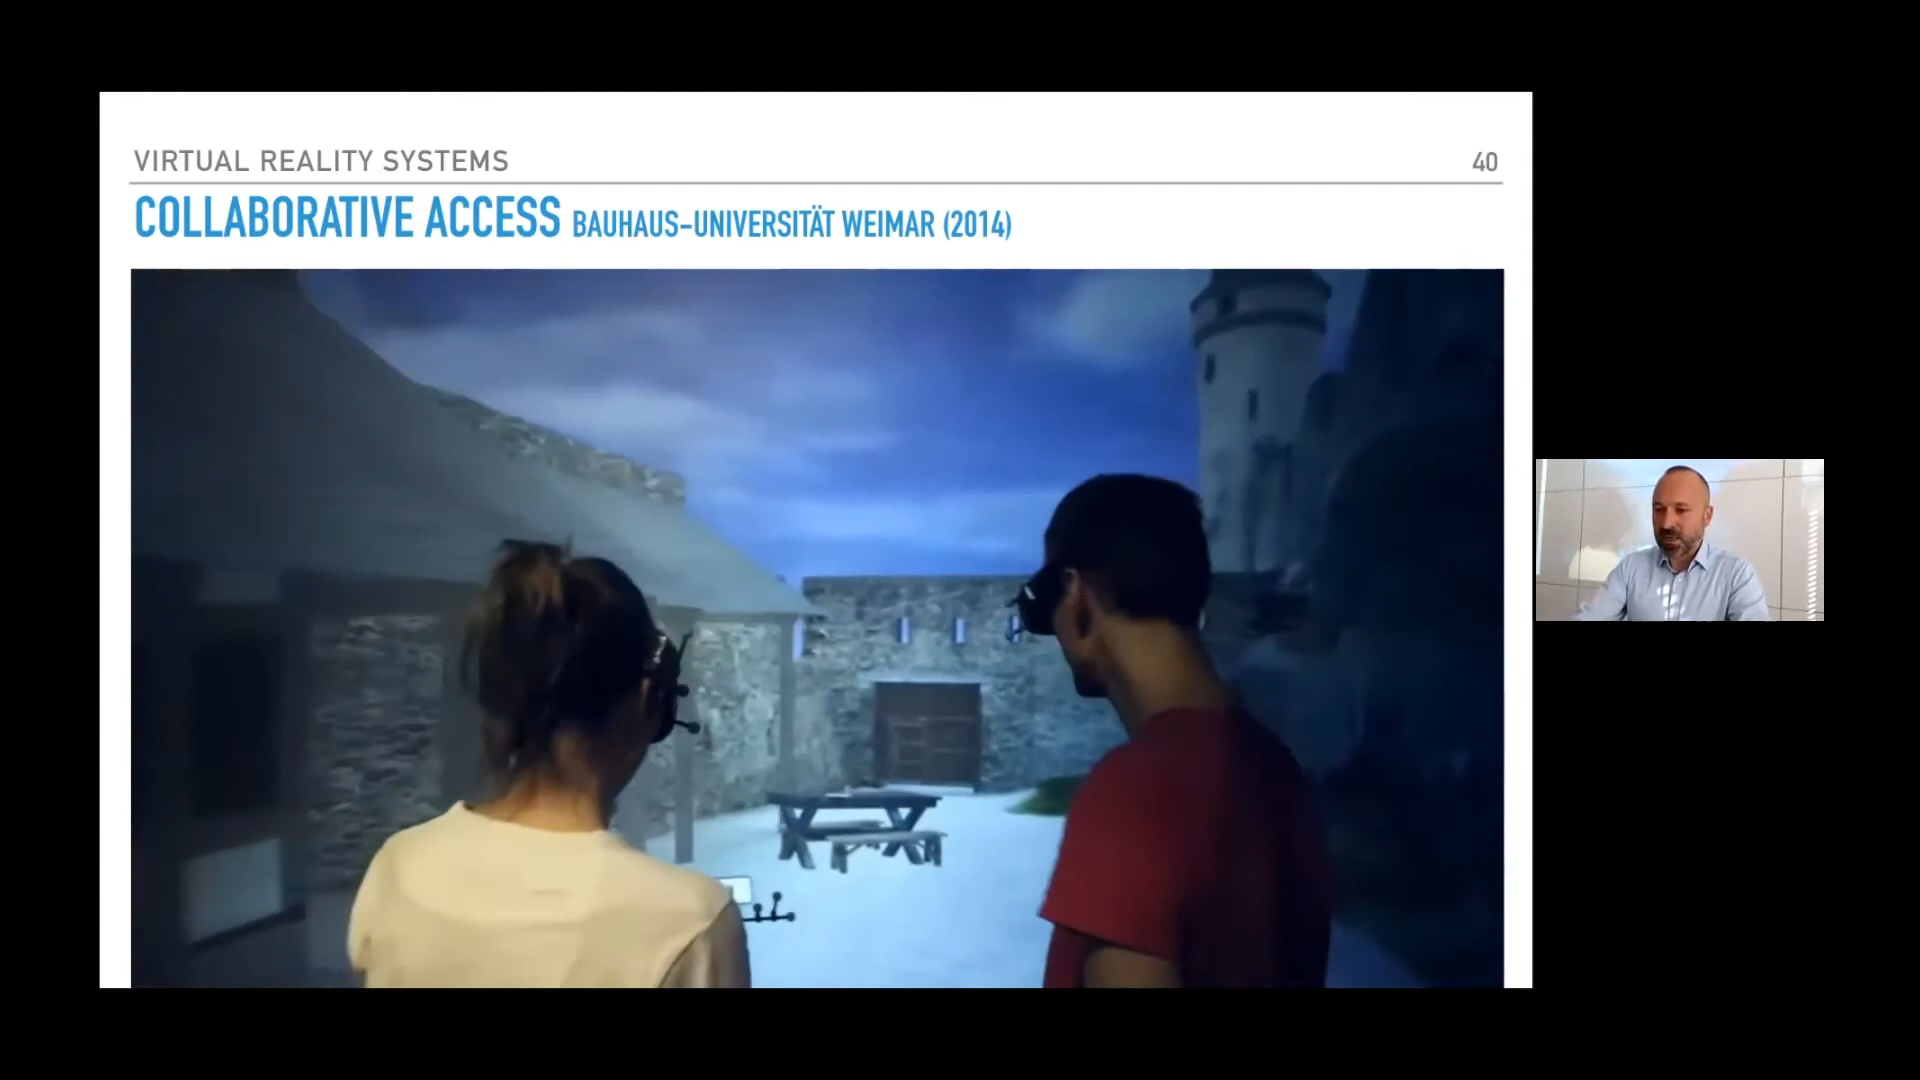 VIRTUAL REALITY SYSTEMS
40
COLLABORATIVE ACCESS BAUHAUS-UNIVERSITÄT WEIMAR (2014)